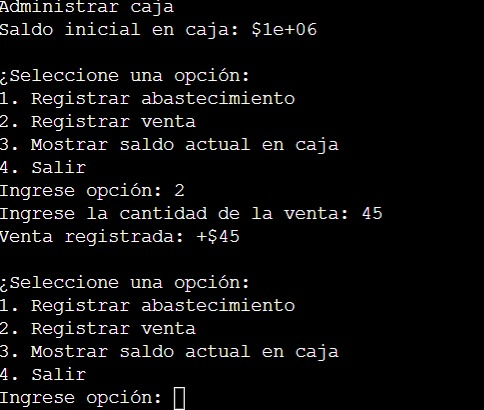 Administrar caja
Saldo inicial en caja: $1e+06
¿Seleccione una opción:
1. Registrar abastecimiento
2. Registrar venta
3. Mostrar saldo actual en caja
4. Salir
Ingrese opción: 2
Ingrese la cantidad de la venta: 45
Venta registrada: +$45
¿Seleccione una opción:
1. Registrar abastecimiento
2. Registrar venta
3. Mostrar saldo actual en caja
4. Salir
Ingrese opción: